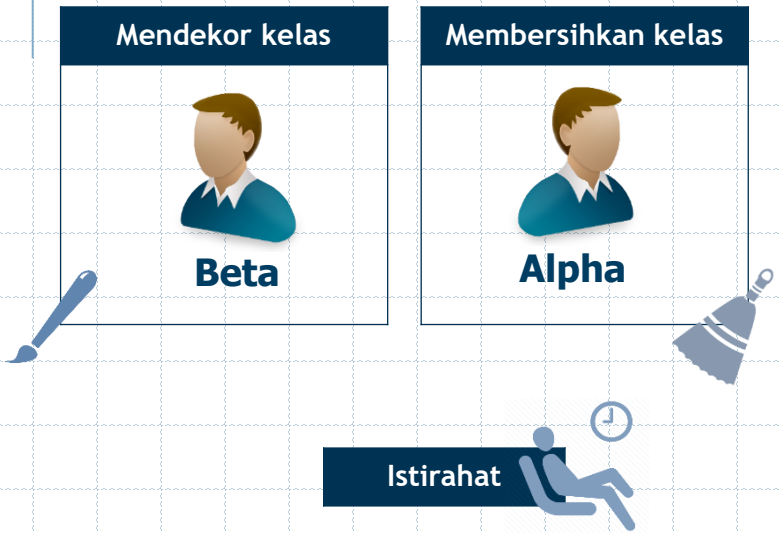 Mendekor kelas
Membersihkan kelas
Beta
Alpha
Istirahat